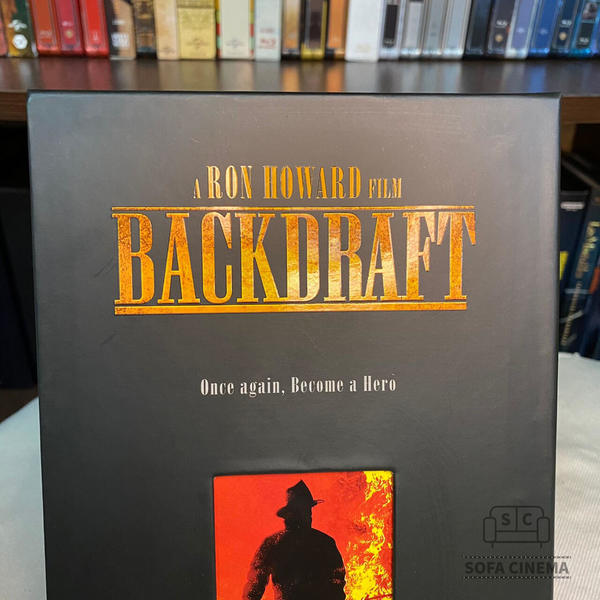 A RON HOWARD FILM
BACKDRAFT
Once again, Become a Hero
SC
SOFA CINEMA